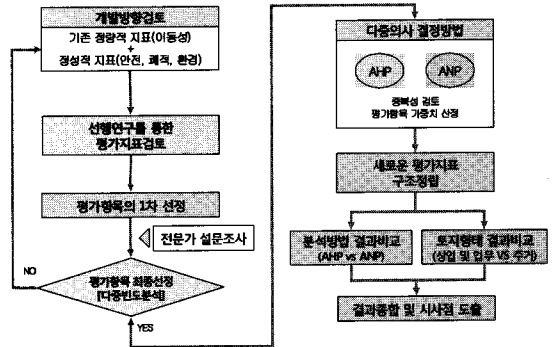 개발방향검토
기존 정량적 지표(이동성)
+
정성적 지표(안전, 쾌적, 환경)
선행연구를 통한
평가지표검토
평가항목의 1차 선정
전문가 설문조사
평가항목 최종선정
[다중빈도분석]
NO
YES
다중의사 결정방법
AHP
ANP
중복성 검토
평가항목 가중치 산정
새로운 평가지표
구조정립
분석방법 결과비교
(AHP vs ANP)
토지형태 결과비교
(상업 및 업무 VS 주거)
결과종합 및 시사점 도출